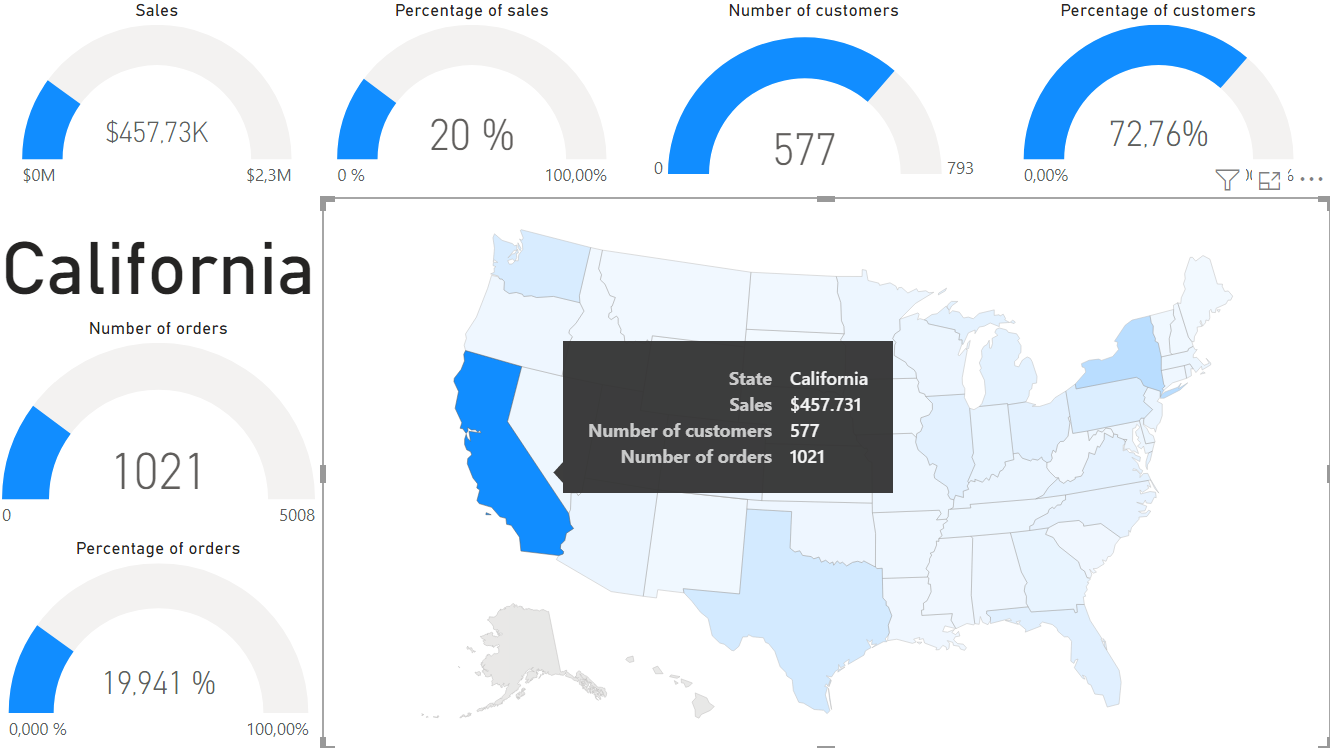 Sales
$457,73K
$0M
$2,3M
Percentage of sales
20 %
0 %
100,00%
Number of customers
577
0
793
Percentage of customers
72,76%
0,00%
California
Number of orders
1021
0
5008
Percentage of orders
19,941 %
0,000 %
100,00%
State California
Sales $457.731
Number of customers 577
Number of orders 1021